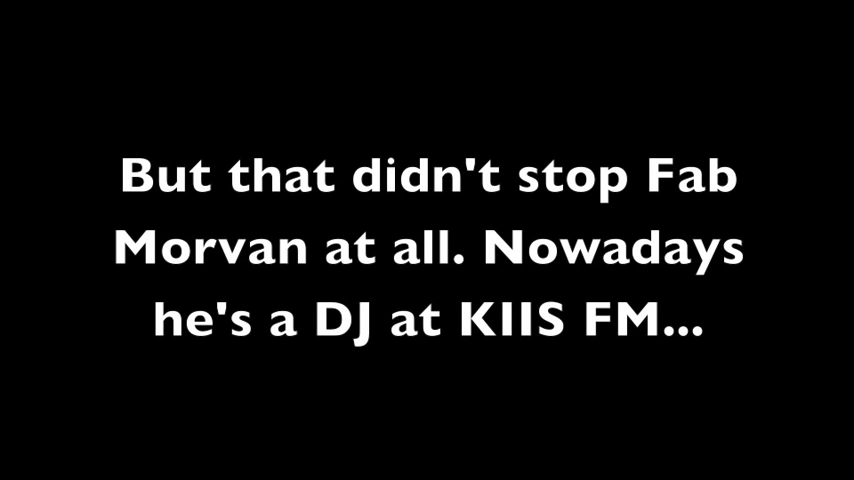 But that didn't stop Fab
Morvan at all. Nowadays
he's a DJ at KIIS FM...